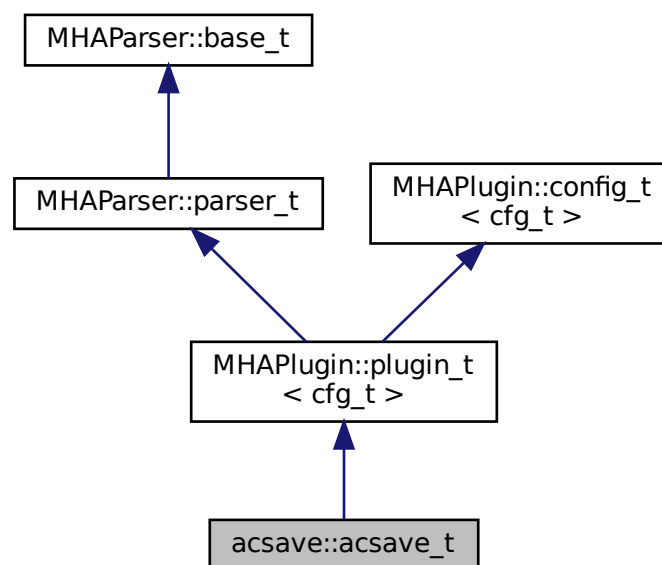 MHAParser::base_t
MHAParser::parser_t
MHAPlugin::config_t
< cfg_t >
MHAPlugin::plugin_t
< cfg_t >
acsave::acsave_t